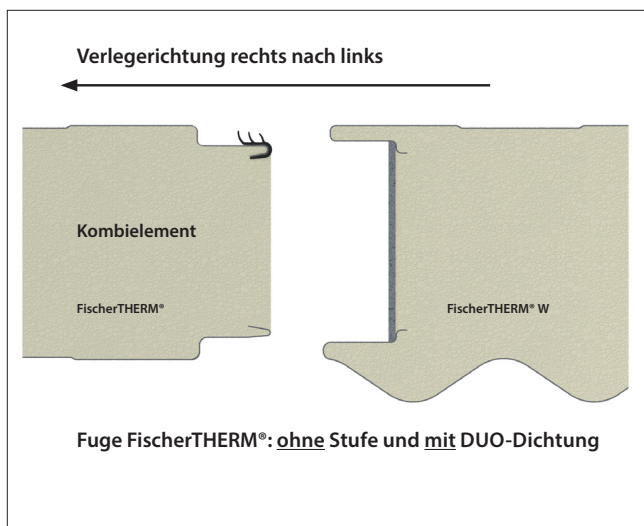 Verlegerichtung rechts nach links
Kombielement
FischerTHERM®
FischerTHERM® W
Fuge FischerTHERM®: ohne Stufe und mit DUO-Dichtung